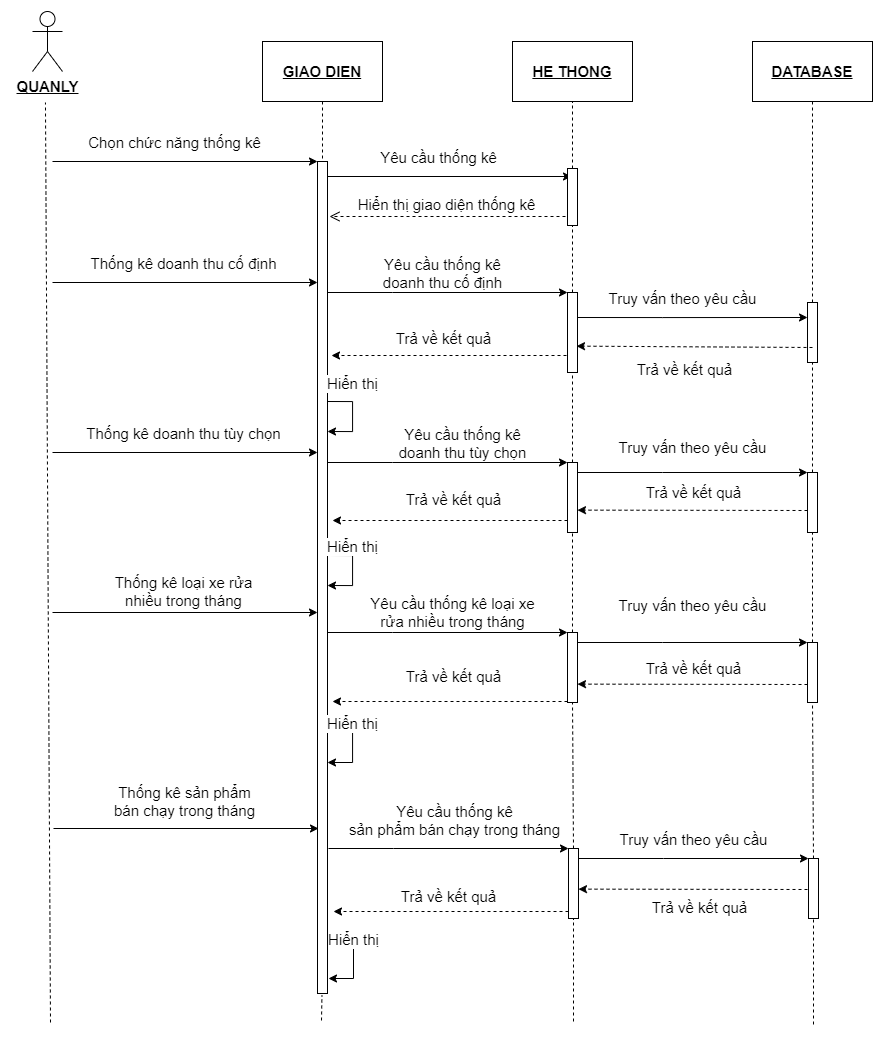 QUANLY
GIAO DIEN
HE THONG
DATABASE
Chọn chức năng thống kê
Yêu cầu thống kê
Hiển thị giao diện thống kê
Thống kê doanh thu cố định
Yêu cầu thống kê
doanh thu cố định
Truy vấn theo yêu cầu
Trả về kết quả
Trả về kết quả
Hiển thị
Thống kê doanh thu tùy chọn
Yêu cầu thống kê
doanh thu tùy chọn
Truy vấn theo yêu cầu
Trả về kết quả
Trả về kết quả
Hiển thị
Thống kê loại xe rửa
nhiều trong tháng
Yêu cầu thống kê loại xe
rửa nhiều trong tháng
Truy vấn theo yêu cầu
Trả về kết quả
Trả về kết quả
Hiển thị
Thống kê sản phẩm
bán chạy trong tháng
Yêu cầu thống kê
sản phẩm bán chạy trong tháng
Truy vấn theo yêu cầu
Trả về kết quả
Trả về kết quả
Hiển thị